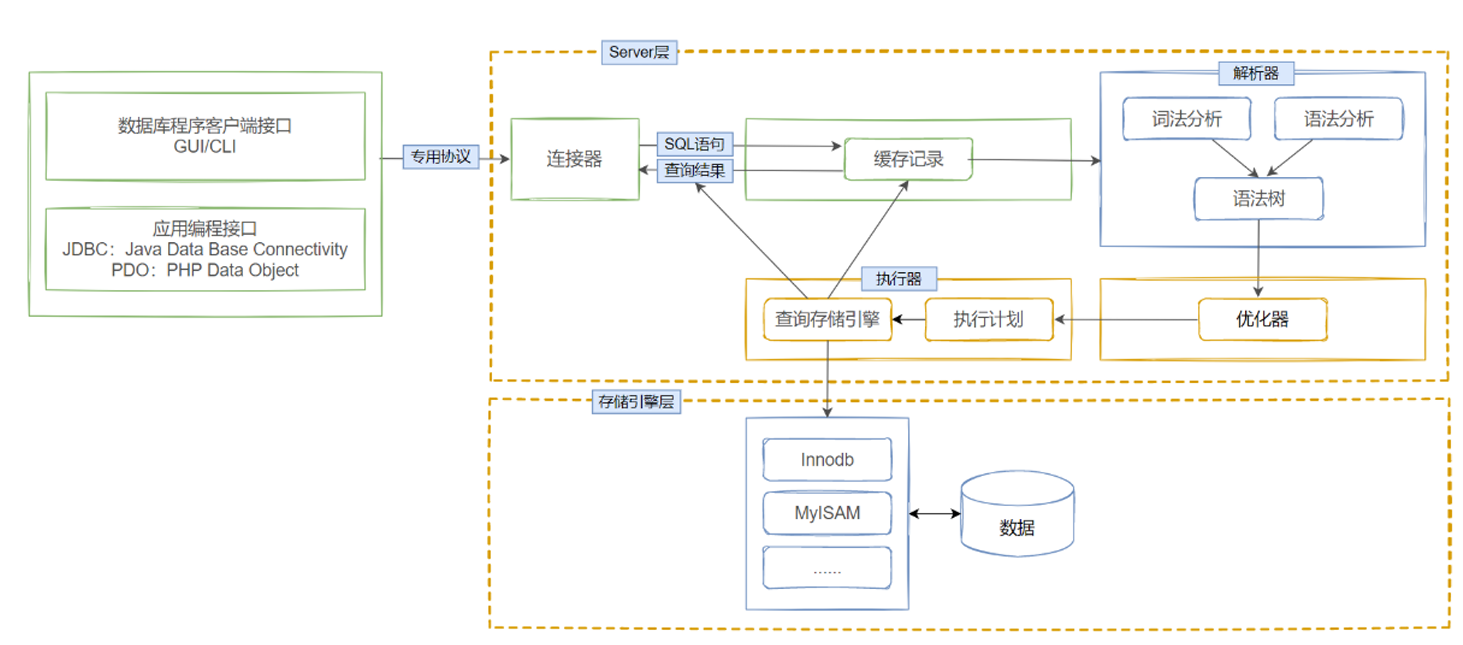 Server层
解析器
数据库程序客户端接口
GUI/CLI
词法分析
语法分析
专用协议
连接器
SQL语句
查询结果
缓存记录
语法树
应用编程接口
JDBC：Java Data Base Connectivity
PDO：PHP Data Object
执行器
查询存储引擎
执行计划
优化器
存储引擎层
Innodb
MyISAM
......
数据